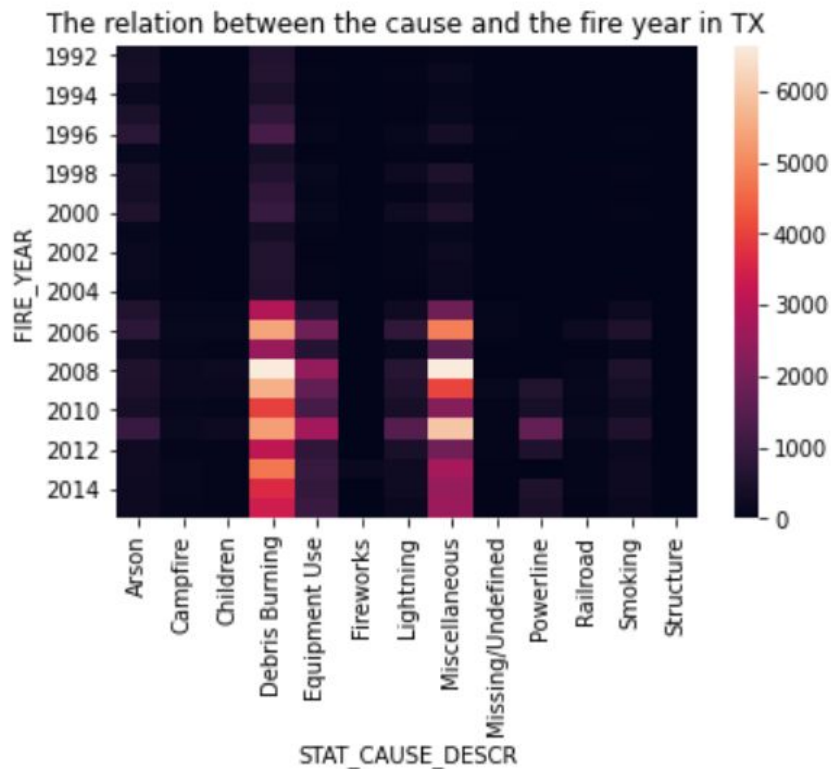 The relation between the cause and the fire year in TX
1992
1994
1996
1998
2000
2002
2004
2006
2008
2010
2012
2014
FIRE_YEAR
6000
5000
4000
3000
2000
1000
0
Arson
Campfire
Children
Debris Burning
Equipment Use
Fireworks
Lightning
Miscellaneous
Missing/Undefined
Powerline
Railroad
Smoking
Structure
STAT_CAUSE_DESCR